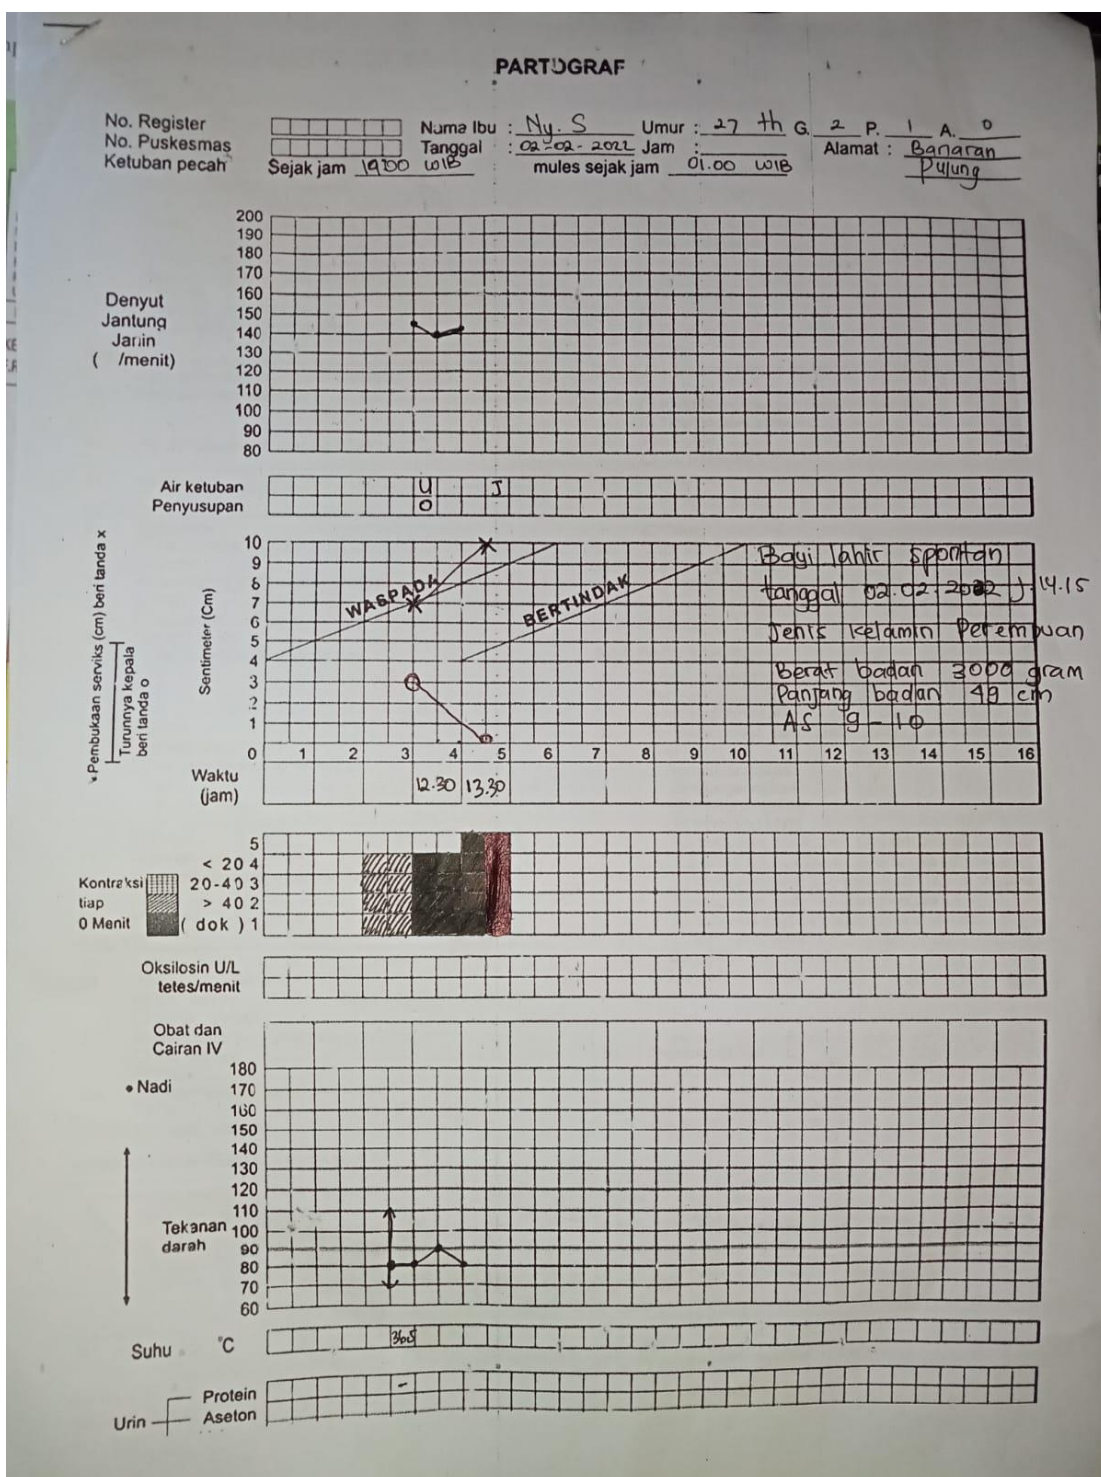 PARTOGRAF
No. Register Nama Ibu : Ny. S Umur : 27 th G. 2 P. 1 A. 0
No. Puskesmas Tanggal : 02-02-2022 Jam : Alamat : Banaran
Ketuban pecah Sejak jam 19.00 WIB mules sejak jam 01.00 WIB Pulung
200
190
180
170
160
150
140
130
120
110
100
90
80
Denyut
Jantung
Janin
( /menit)
Air ketuban U J
Penyusupan O
Pembukaan serviks (cm) beri tanda x
Turunnya kepala
beri tanda o
Sentimeter (Cm)
10
9
8
7
6
5
4
3
2
1
0 1 2 3 4 5 6 7 8 9 10 11 12 13 14 15 16
WASPADA
BERTINDAK
Bayi lahir spontan
tanggal 02.02.2022 J 14.15
Jenis kelamin Perempuan
Berat badan 3000 gram
Panjang badan 49 cm
AS 9-10
Waktu 12.30 13.30
(jam)
5
< 20 4
Kontraksi 20-40 3
tiap > 40 2
0 Menit ( dok ) 1
Oksilosin U/L
tetes/menit
Obat dan
Cairan IV
• Nadi
180
170
160
150
140
130
120
110
100
90
80
70
60
Tekanan
darah
Suhu °C 365
Urin Protein -
Aseton